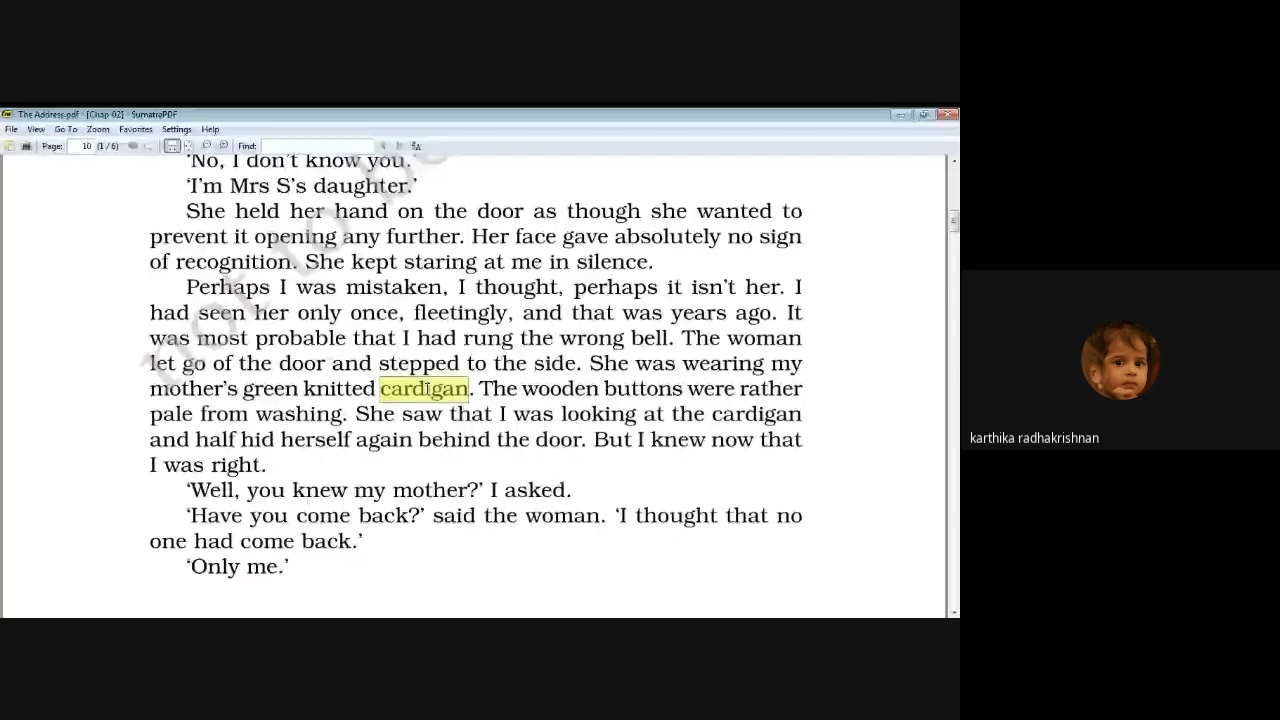 The Address.pdf - [Chap-02] - SumatraPDF
File View Go To Zoom Favorites Settings Help
Page: 10 (1 / 6) Find:
'No, I don't know you.'
'I'm Mrs S's daughter.'
She held her hand on the door as though she wanted to
prevent it opening any further. Her face gave absolutely no sign
of recognition. She kept staring at me in silence.
Perhaps I was mistaken, I thought, perhaps it isn't her. I
had seen her only once, fleetingly, and that was years ago. It
was most probable that I had rung the wrong bell. The woman
let go of the door and stepped to the side. She was wearing my
mother's green knitted cardigan. The wooden buttons were rather
pale from washing. She saw that I was looking at the cardigan
and half hid herself again behind the door. But I knew now that
I was right.
'Well, you knew my mother?' I asked.
'Have you come back?' said the woman. 'I thought that no
one had come back.'
'Only me.'
not to be
karthika radhakrishnan